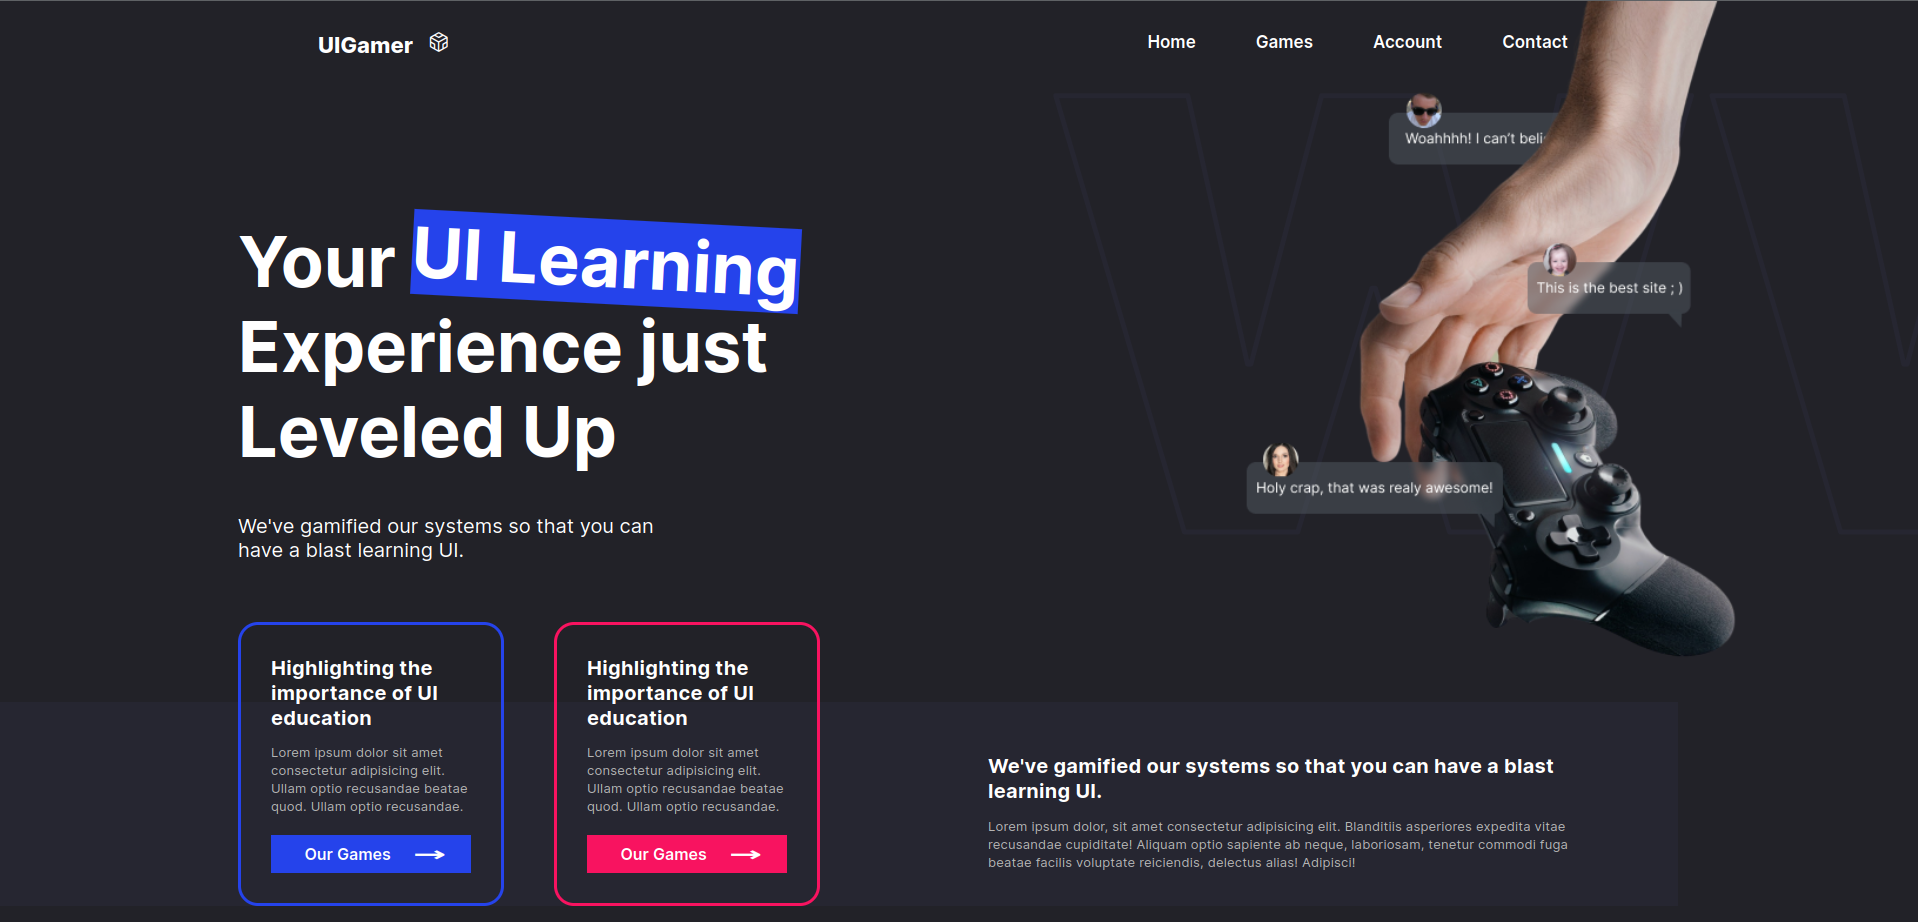 UIGamer
Home Games Account Contact
Woahhhh! I can't beli
Your UI Learning
Experience just
Leveled Up
This is the best site ; )
Holy crap, that was realy awesome!
We've gamified our systems so that you can
have a blast learning UI.
Highlighting the
importance of UI
education
Lorem ipsum dolor sit amet
consectetur adipisicing elit.
Ullam optio recusandae beatae
quod. Ullam optio recusandae.
Our Games
Highlighting the
importance of UI
education
Lorem ipsum dolor sit amet
consectetur adipisicing elit.
Ullam optio recusandae beatae
quod. Ullam optio recusandae.
Our Games
We've gamified our systems so that you can have a blast
learning UI.
Lorem ipsum dolor, sit amet consectetur adipisicing elit. Blanditiis asperiores expedita vitae
recusandae cupiditate! Aliquam optio sapiente ab neque, laboriosam, tenetur commodi fuga
beatae facilis voluptate reiciendis, delectus alias! Adipisci!